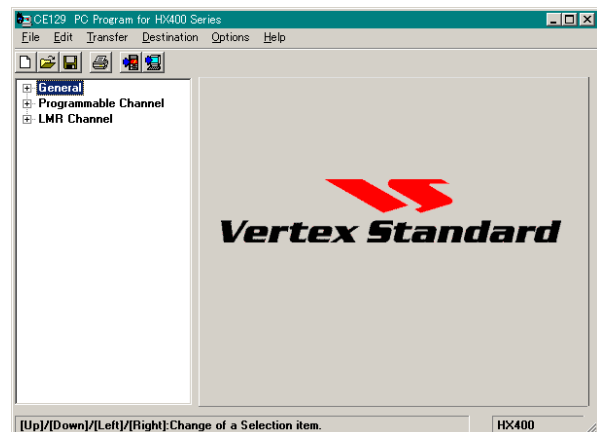 CE129 PC Program for HX400 Series
File Edit Transfer Destination Options Help
General
Programmable Channel
LMR Channel
Vertex Standard
[Up]/[Down]/[Left]/[Right]:Change of a Selection item.
HX400